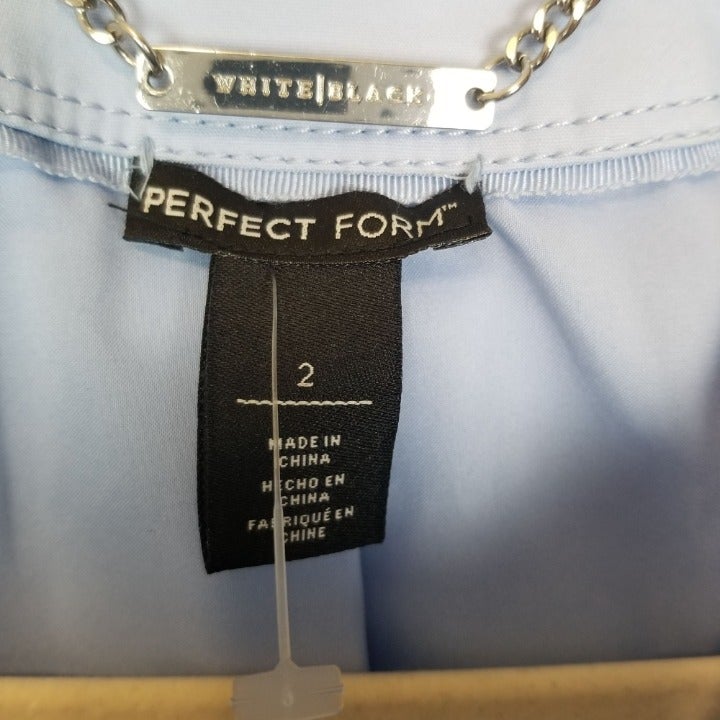 WHITE|BLACK
PERFECT FORM™
2
MADE IN
CHINA
HECHO EN
CHINA
FABRIQUÉ EN
CHINE